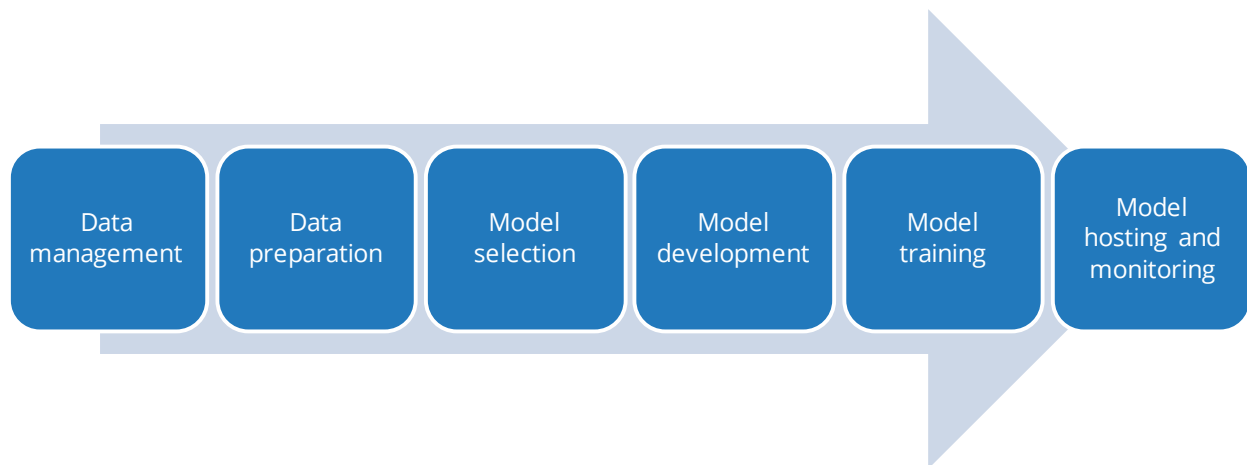 Data
management
Data
preparation
Model
selection
Model
development
Model
training
Model
hosting and
monitoring